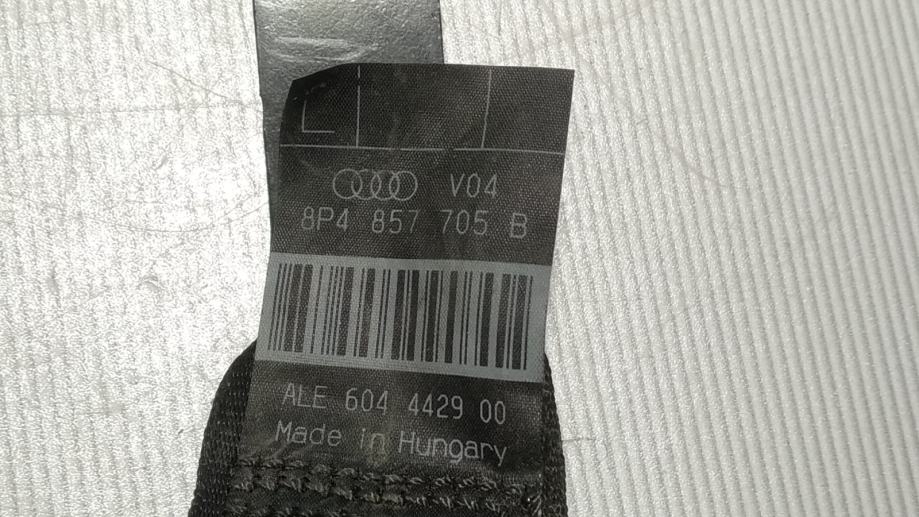 L
V04
8P4 857 705 B
ALE 604 4429 00
Made in Hungary